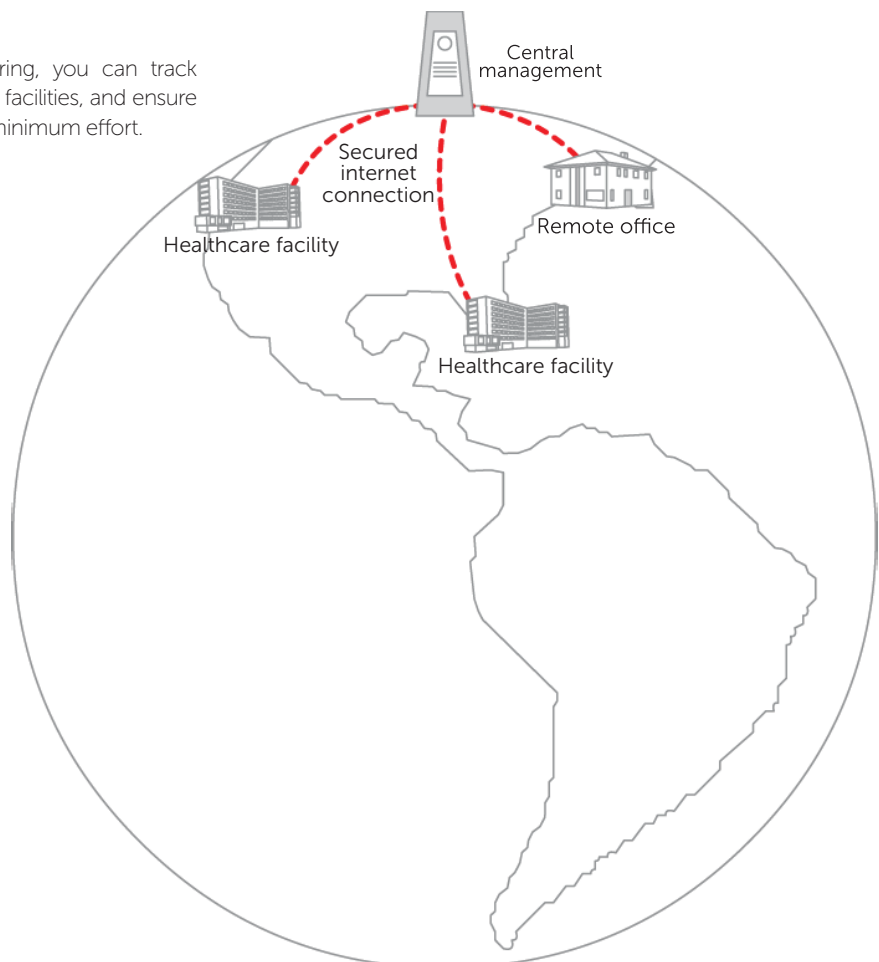 ring, you can track
facilities, and ensure
minimum effort.
Central
management
Secured
internet
connection
Remote office
Healthcare facility
Healthcare facility